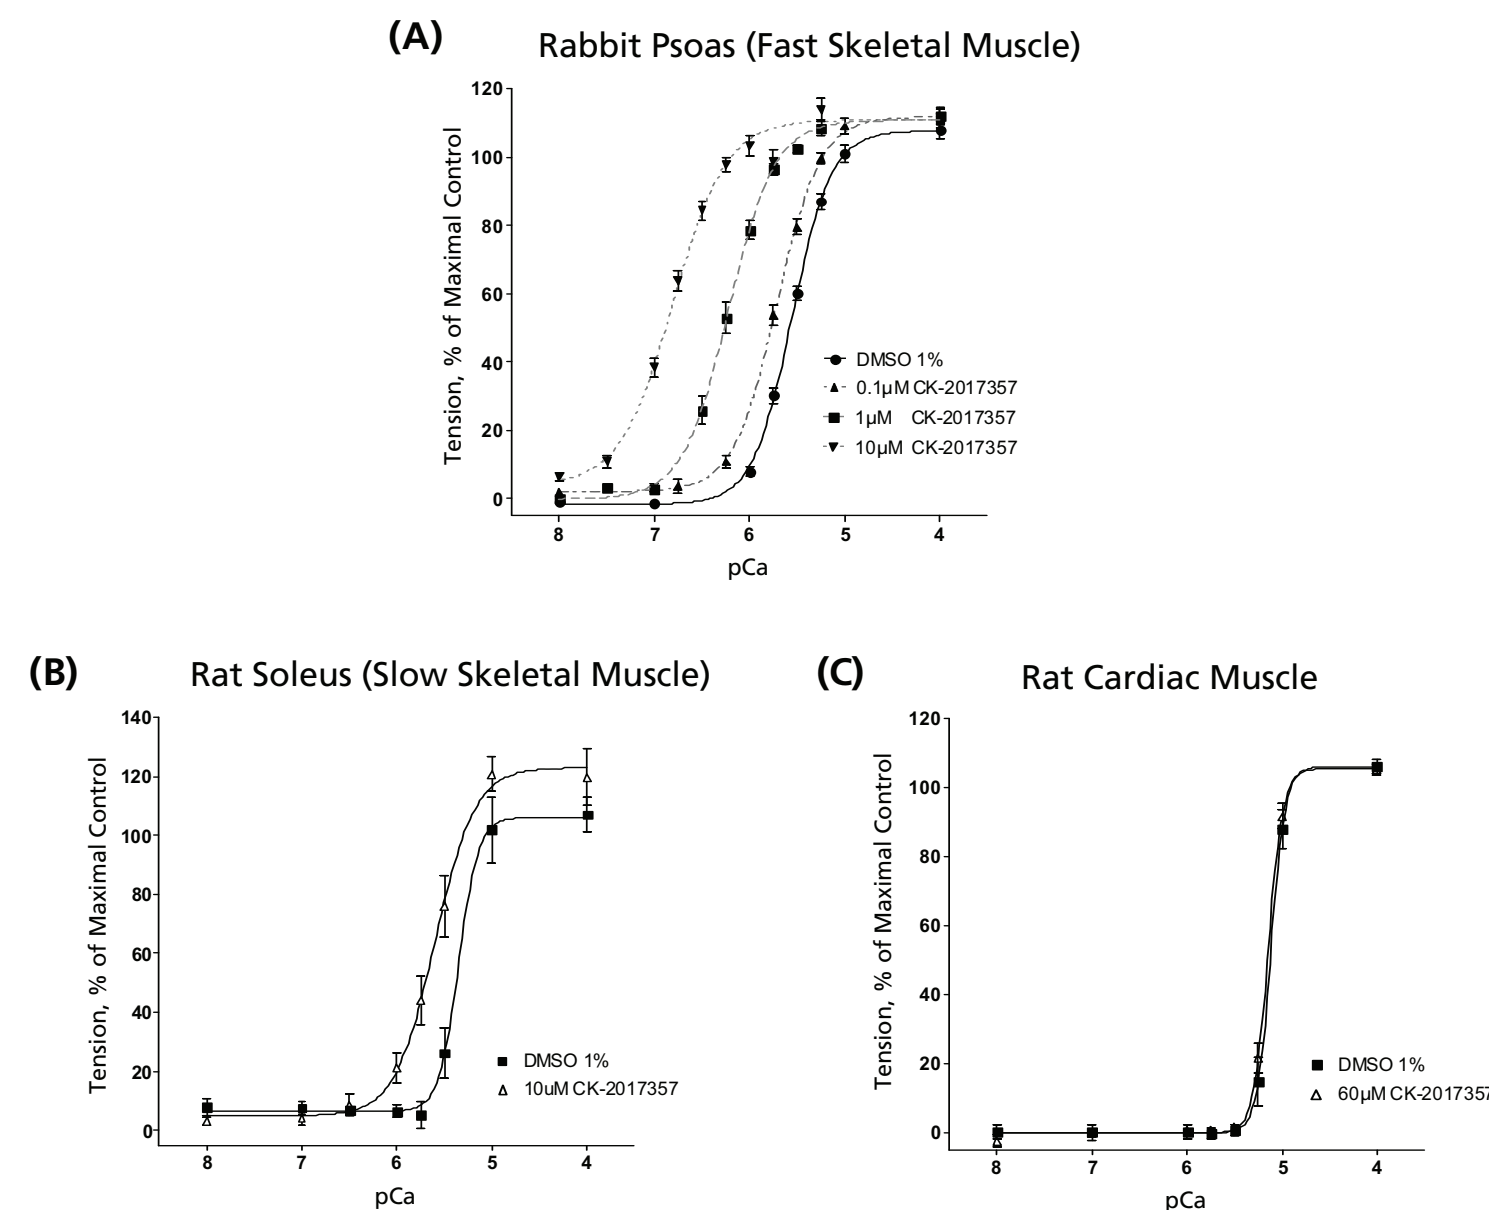 (A) Rabbit Psoas (Fast Skeletal Muscle)
120
100
80
60
40
20
0
Tension, % of Maximal Control
DMSO 1%
0.1µM CK-2017357
1µM CK-2017357
10µM CK-2017357
8 7 6 5 4
pCa
(B) Rat Soleus (Slow Skeletal Muscle)
140
120
100
80
60
40
20
0
Tension, % of Maximal Control
DMSO 1%
10uM CK-2017357
8 7 6 5 4
pCa
(C) Rat Cardiac Muscle
120
100
80
60
40
20
0
Tension, % of Maximal Control
DMSO 1%
60µM CK-2017357
8 7 6 5 4
pCa